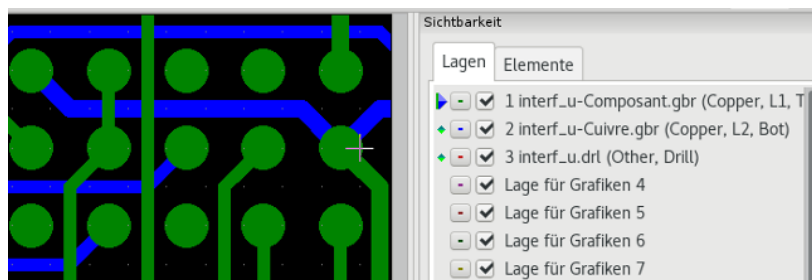 Sichtbarkeit
Lagen Elemente
1 interf_u-Composant.gbr (Copper, L1, T
2 interf_u-Cuivre.gbr (Copper, L2, Bot)
3 interf_u.drl (Other, Drill)
Lage für Grafiken 4
Lage für Grafiken 5
Lage für Grafiken 6
Lage für Grafiken 7